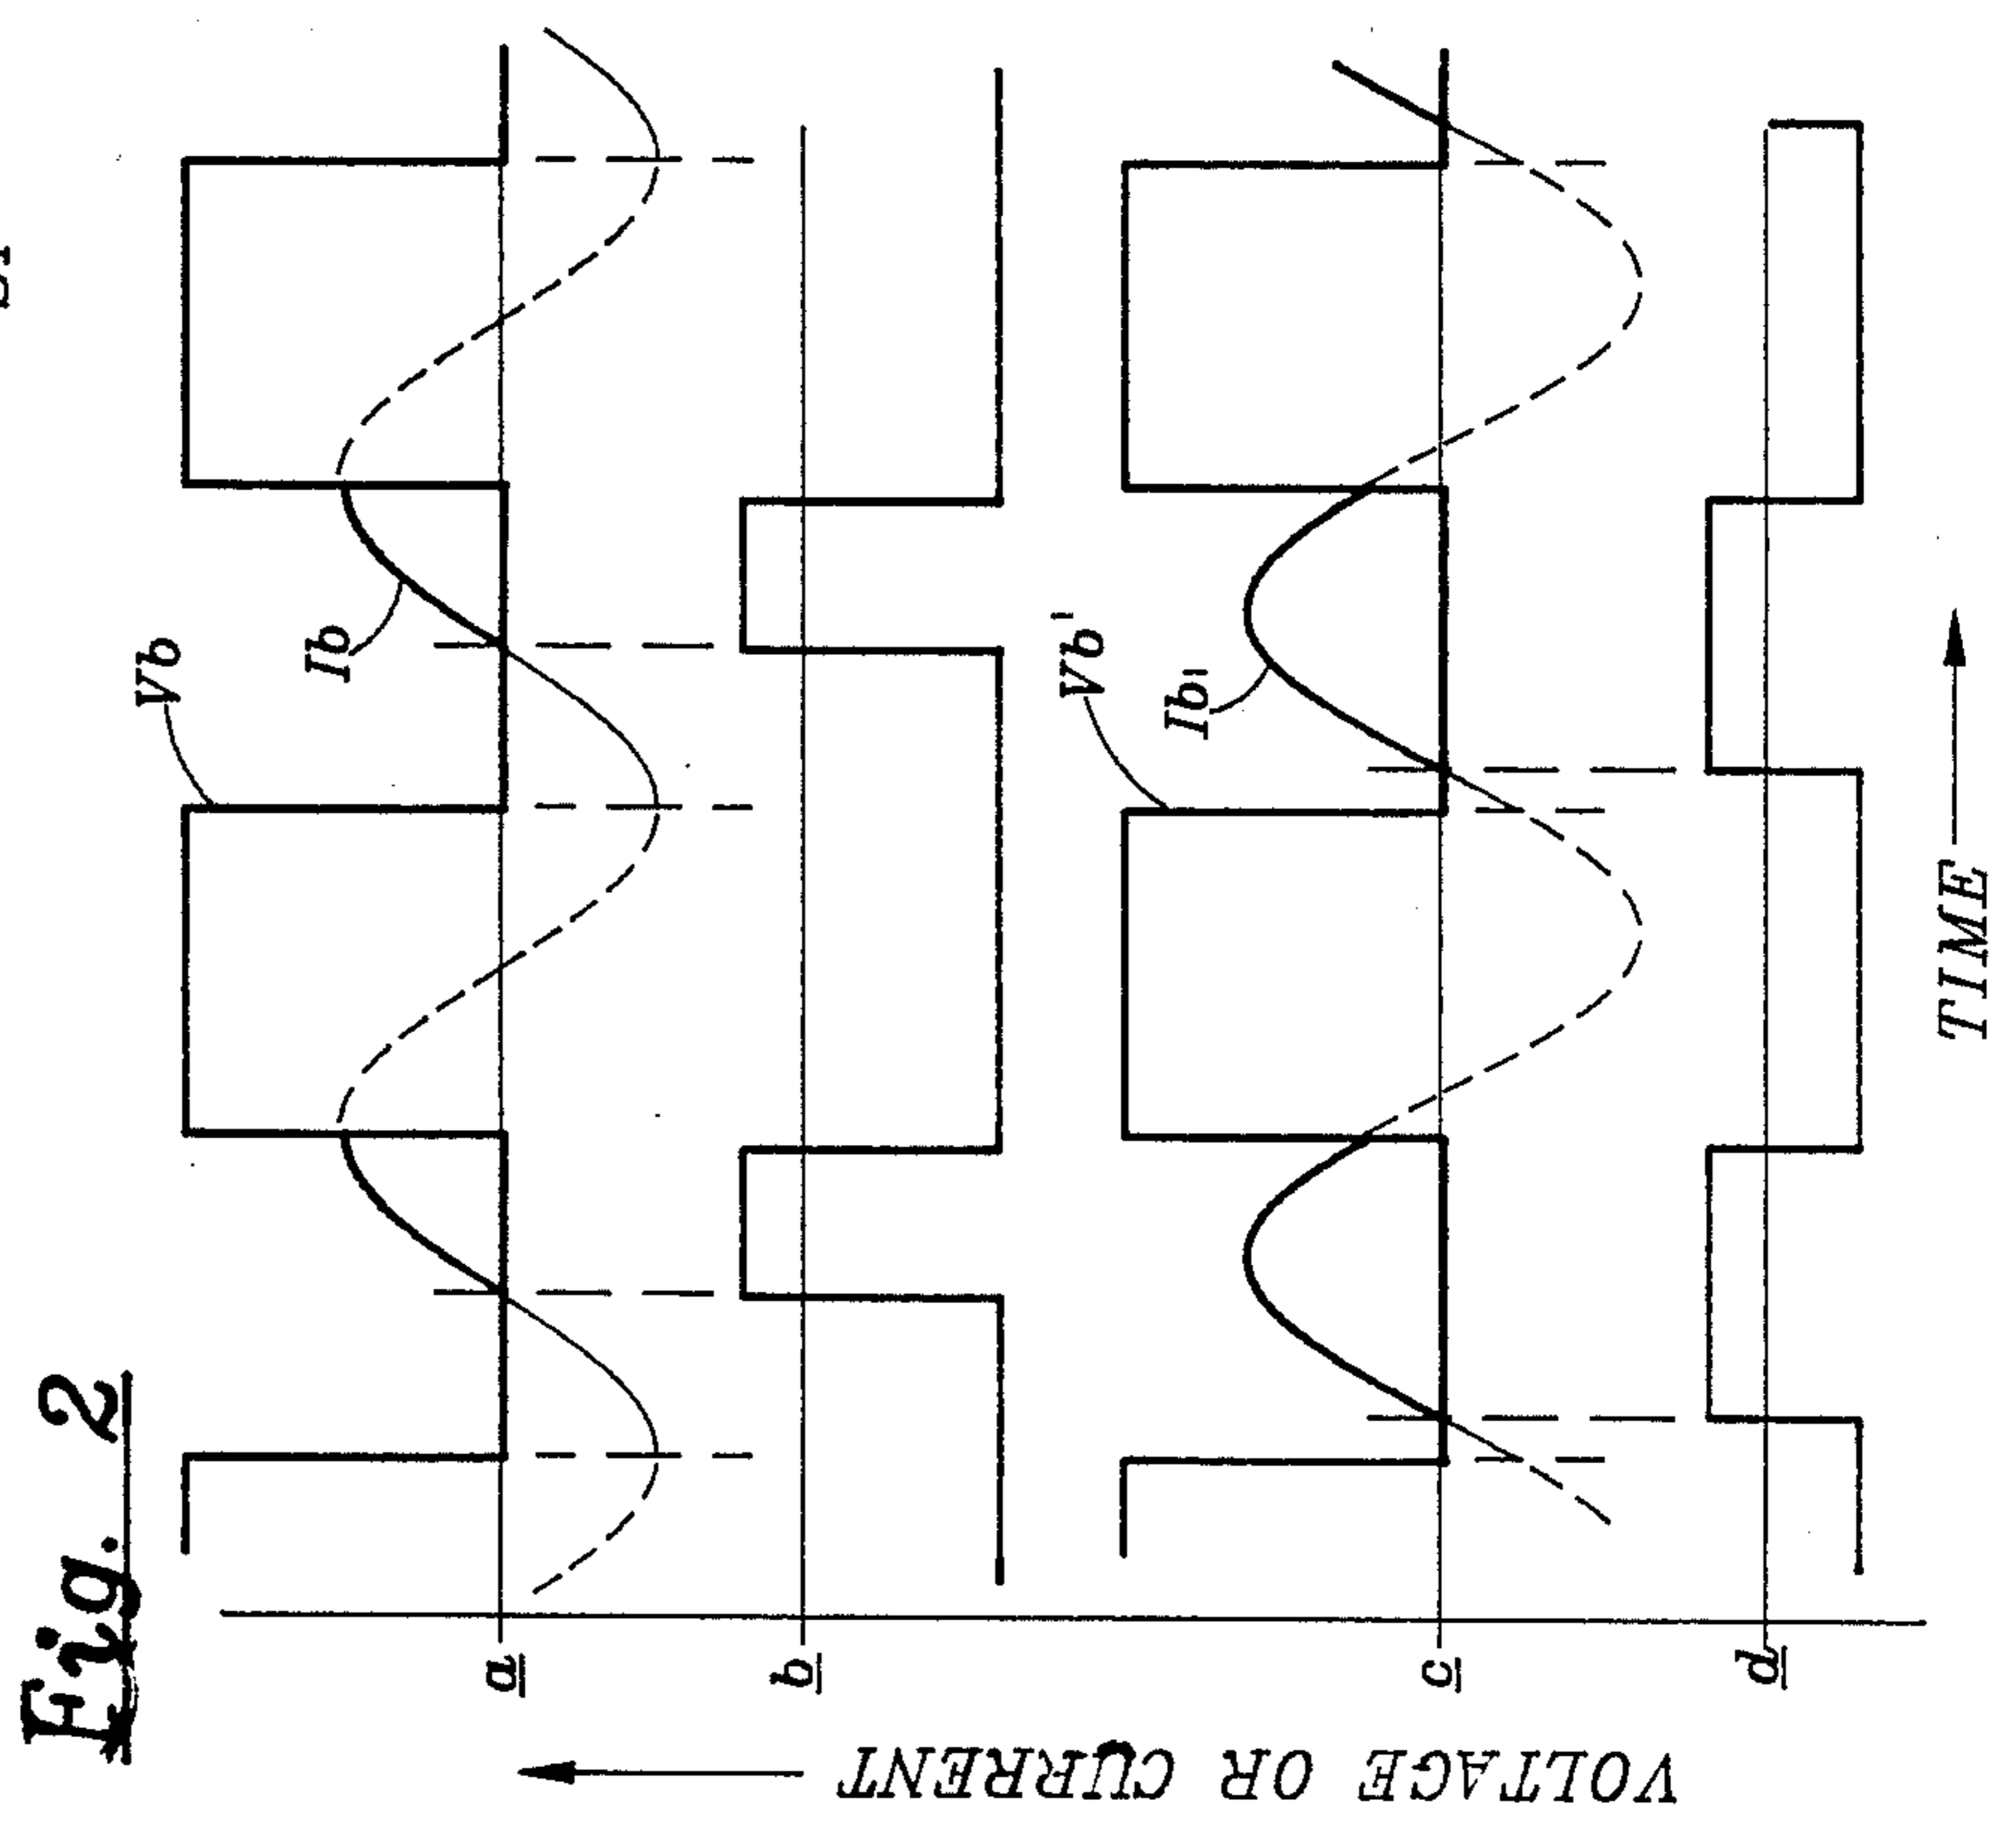 Fig. 2
Vb
Ib
a
b
Vb'
Ib'
c
d
VOLTAGE OR CURRENT
TIME